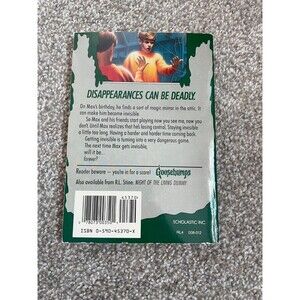 DISAPPEARANCES CAN BE DEADLY.
On Max's birthday, he finds a sort of magic mirror in the attic. It
can make him become invisible.
So Max and his friends start playing now you see me, now you
don't. Until Max realizes that he's losing control. Staying invisible
a little too long. Having a harder and harder time coming back.
Getting invisible is turning into a very dangerous game.
The next time Max gets invisible,
will it be...
forever?
Reader beware — you're in for a scare!
Goosebumps
Also available from R.L. Stine: NIGHT OF THE LIVING DUMMY
45370
ISBN 0-590-45370-X
SCHOLASTIC INC.
RL4 008-012